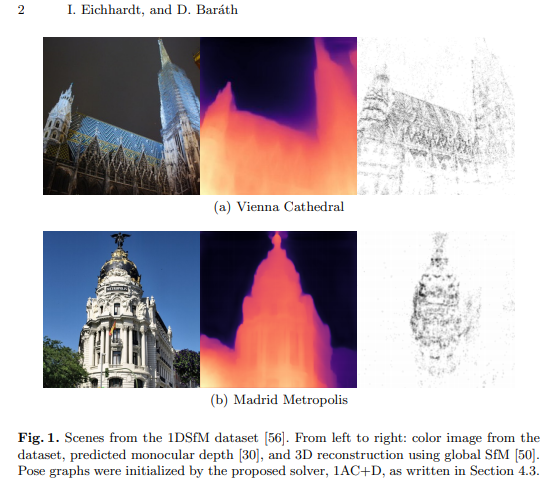 2 I. Eichhardt, and D. Baráth
METROPOLIS
(a) Vienna Cathedral
(b) Madrid Metropolis
Fig. 1. Scenes from the 1DSfM dataset [56]. From left to right: color image from the
dataset, predicted monocular depth [30], and 3D reconstruction using global SfM [50].
Pose graphs were initialized by the proposed solver, 1AC+D, as written in Section 4.3.